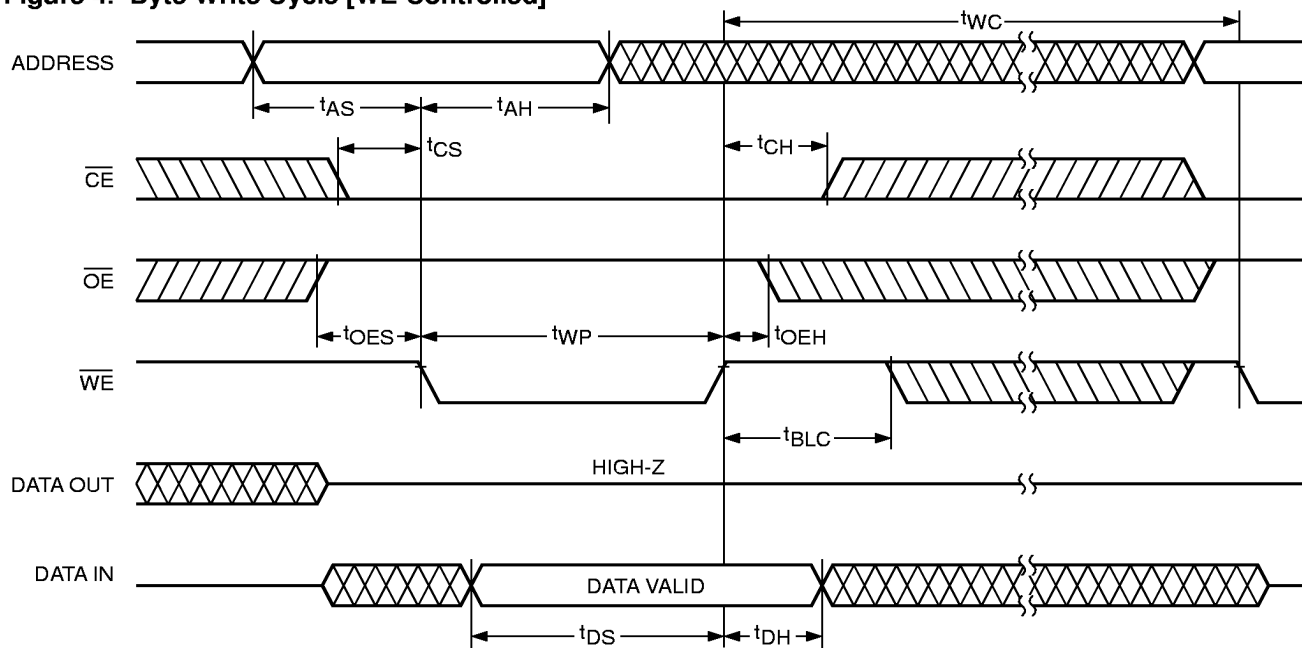 Figure 4. Byte Write Cycle [WE Controlled]
tWC
ADDRESS
tAS
tAH
tCS
tCH
CE
OE
tOES
tWP
tOEH
WE
tBLC
HIGH-Z
DATA OUT
DATA IN
DATA VALID
tDS
tDH